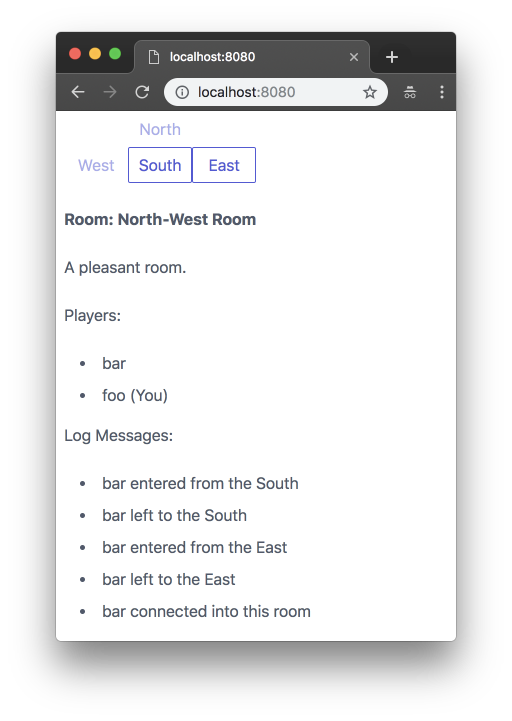 localhost:8080
localhost:8080
North
West South East
Room: North-West Room
A pleasant room.
Players:
bar
foo (You)
Log Messages:
bar entered from the South
bar left to the South
bar entered from the East
bar left to the East
bar connected into this room